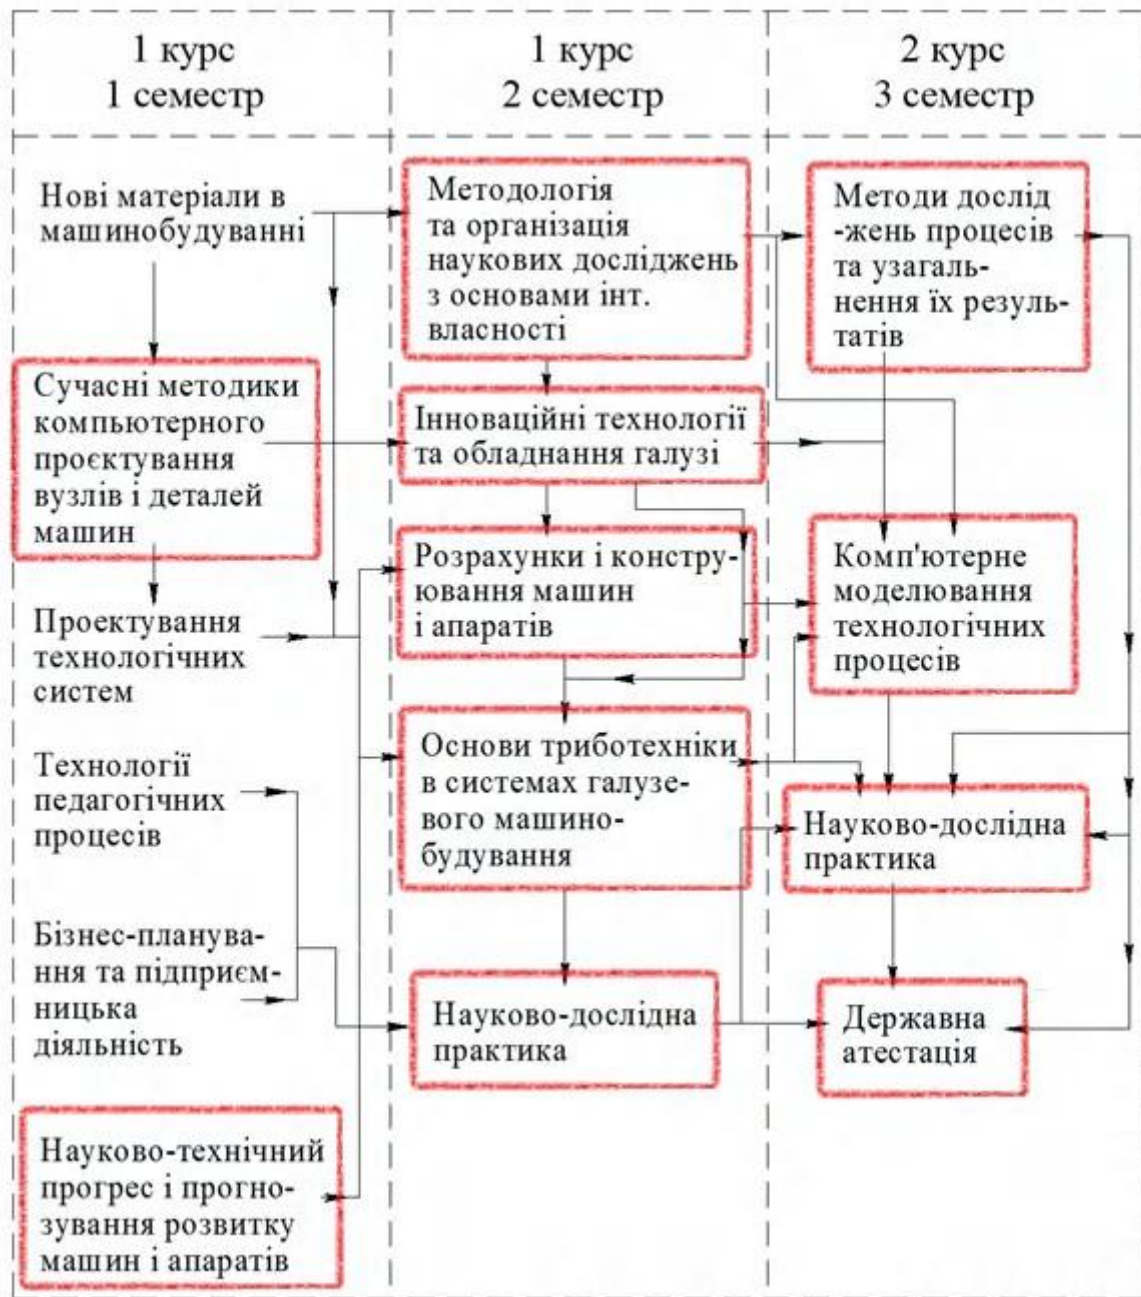 1 курс
1 семестр
1 курс
2 семестр
2 курс
3 семестр
Нові матеріали в
машинобудуванні
Сучасні методики
компьютерного
проєктування
вузлів і деталей
машин
Проектування
технологічних
систем
Технології
педагогічних
процесів
Бізнес-планува-
ння та підприєм-
ницька
діяльність
Науково-технічний
прогрес і прогно-
зування розвитку
машин і апаратів
Методологія
та організація
наукових досліджень
з основами інт.
власності
Інноваційні технології
та обладнання галузі
Розрахунки і констру-
ювання машин
і апаратів
Основи триботехніки
в системах галузе-
вого машино-
будування
Науково-дослідна
практика
Методи дослід
-жень процесів
та узагаль-
нення їх резуль-
татів
Комп'ютерне
моделювання
технологічних
процесів
Науково-дослідна
практика
Державна
атестація